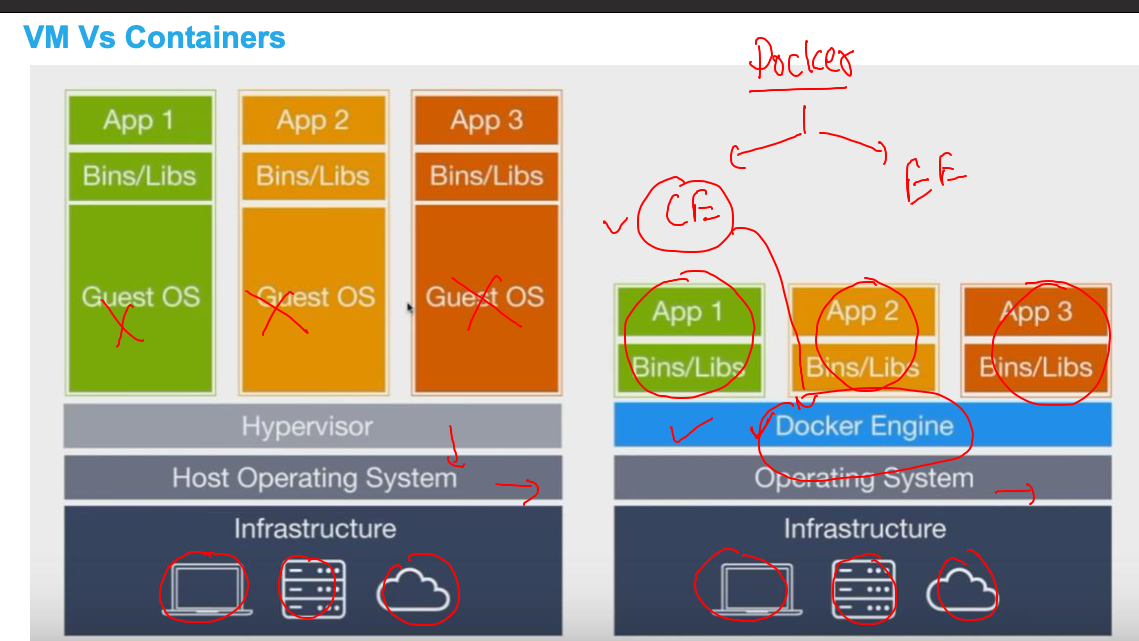 VM Vs Containers
Docker
CE
EE
App 1
App 2
App 3
Bins/Libs
Bins/Libs
Bins/Libs
Guest OS
Guest OS
Guest OS
Hypervisor
Host Operating System
Infrastructure
App 1
App 2
App 3
Bins/Libs
Bins/Libs
Bins/Libs
Docker Engine
Operating System
Infrastructure